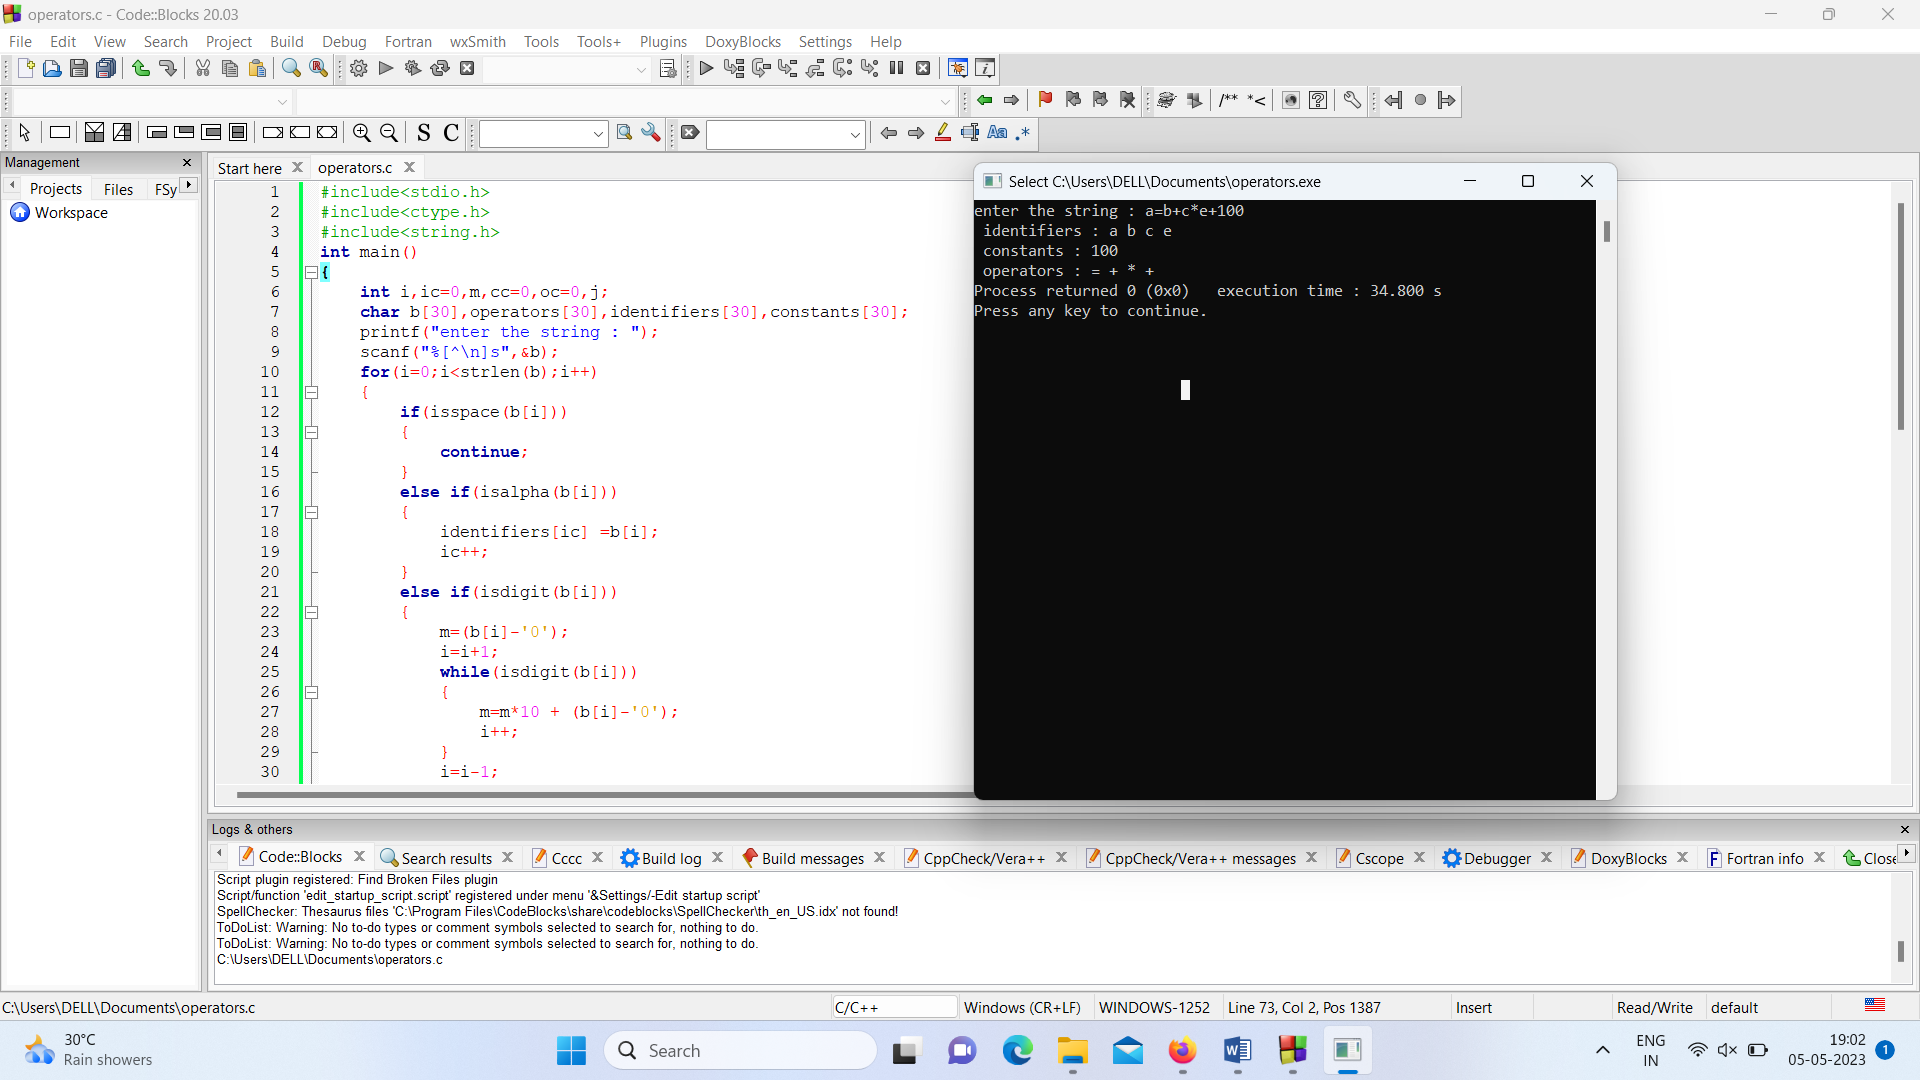 operators.c - Code::Blocks 20.03
File Edit View Search Project Build Debug Fortran wxSmith Tools Tools+ Plugins DoxyBlocks Settings Help
/** *<
S C
Aa .*
Management
Projects Files FSy
Workspace
Start here operators.c
1 #include<stdio.h>
2 #include<ctype.h>
3 #include<string.h>
4 int main()
5 {
6 int i,ic=0,m,cc=0,oc=0,j;
7 char b[30],operators[30],identifiers[30],constants[30];
8 printf("enter the string : ");
9 scanf("%[^\n]s",&b);
10 for(i=0;i<strlen(b);i++)
11 {
12 if(isspace(b[i]))
13 {
14 continue;
15 }
16 else if(isalpha(b[i]))
17 {
18 identifiers[ic] =b[i];
19 ic++;
20 }
21 else if(isdigit(b[i]))
22 {
23 m=(b[i]-'0');
24 i=i+1;
25 while(isdigit(b[i]))
26 {
27 m=m*10 + (b[i]-'0');
28 i++;
29 }
30 i=i-1;
Select C:\Users\DELL\Documents\operators.exe
enter the string : a=b+c*e+100
identifiers : a b c e
constants : 100
operators : = + * +
Process returned 0 (0x0) execution time : 34.800 s
Press any key to continue.
Logs & others
Code::Blocks Search results Cccc Build log Build messages CppCheck/Vera++ CppCheck/Vera++ messages Cscope Debugger DoxyBlocks Fortran info Close
Script plugin registered: Find Broken Files plugin
Script/function 'edit_startup_script.script' registered under menu '&Settings/-Edit startup script'
SpellChecker: Thesaurus files 'C:\Program Files\CodeBlocks\share\codeblocks\SpellChecker\th_en_US.idx' not found!
ToDoList: Warning: No to-do types or comment symbols selected to search for, nothing to do.
ToDoList: Warning: No to-do types or comment symbols selected to search for, nothing to do.
C:\Users\DELL\Documents\operators.c
C:\Users\DELL\Documents\operators.c C/C++ Windows (CR+LF) WINDOWS-1252 Line 73, Col 2, Pos 1387 Insert Read/Write default
30°C
Rain showers
Search
ENG
IN
19:02
05-05-2023
1